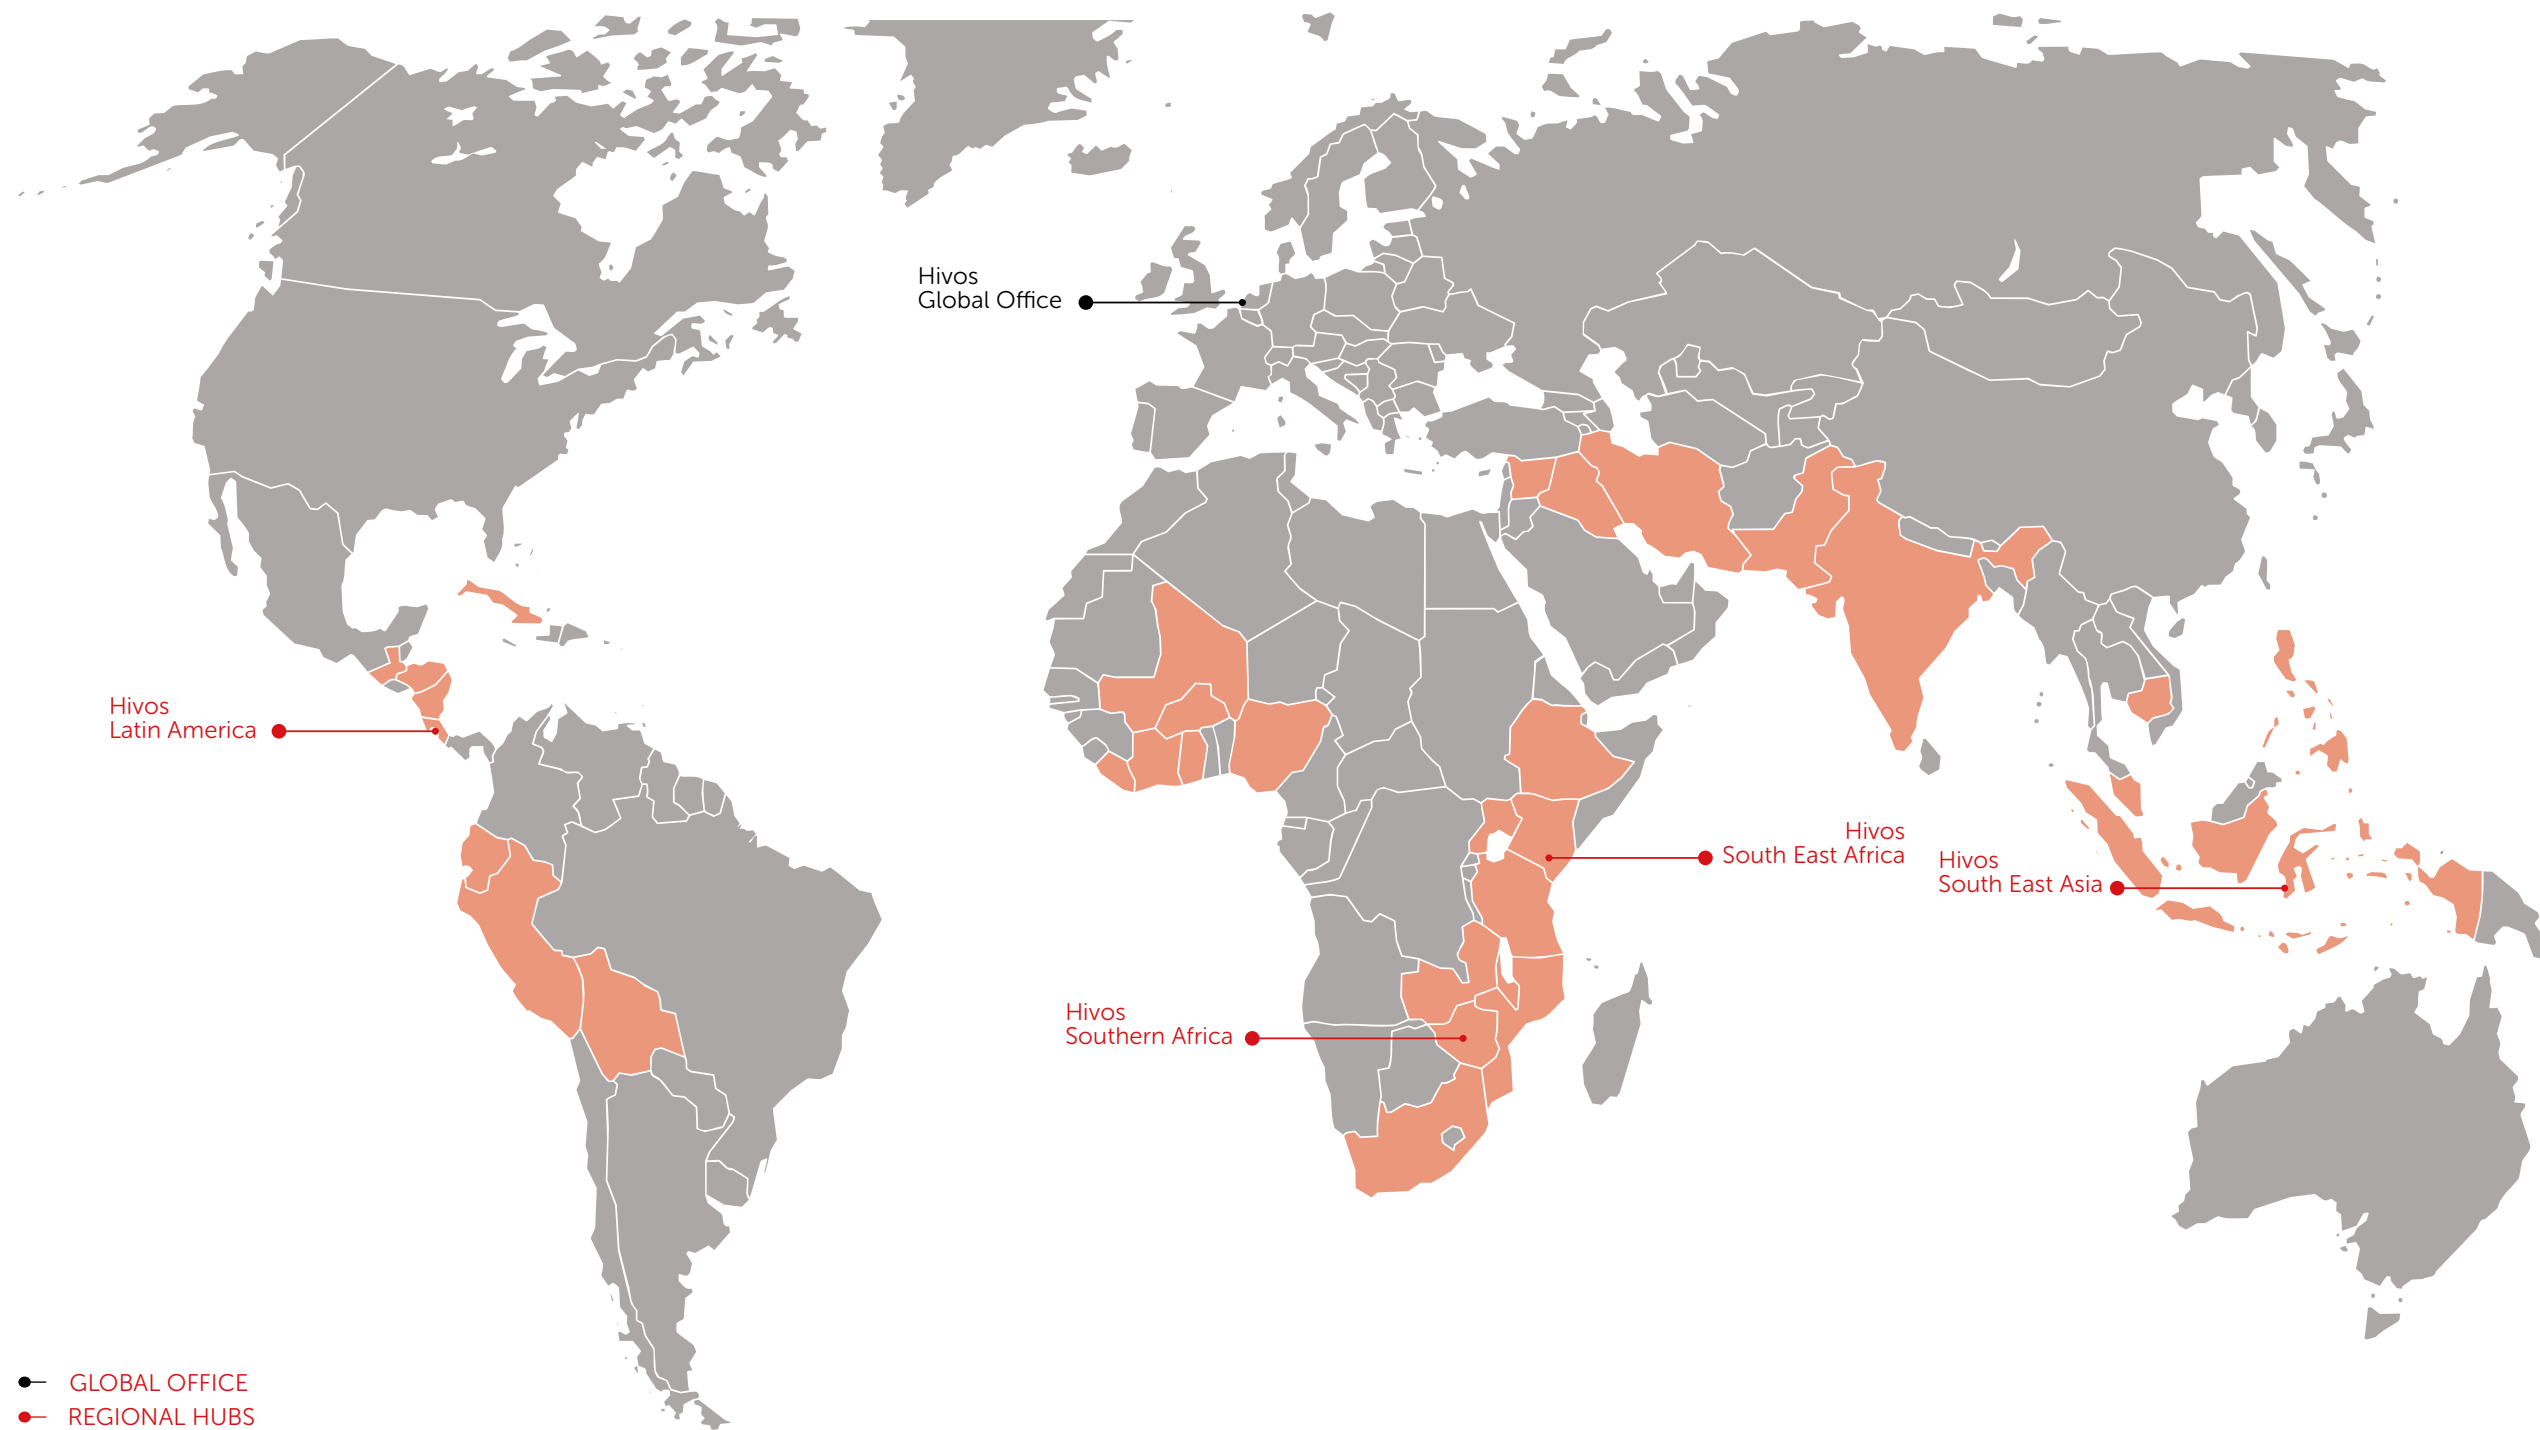 Hivos
Global Office
Hivos
Latin America
Hivos
South East Africa
Hivos
South East Asia
Hivos
Southern Africa
GLOBAL OFFICE
REGIONAL HUBS